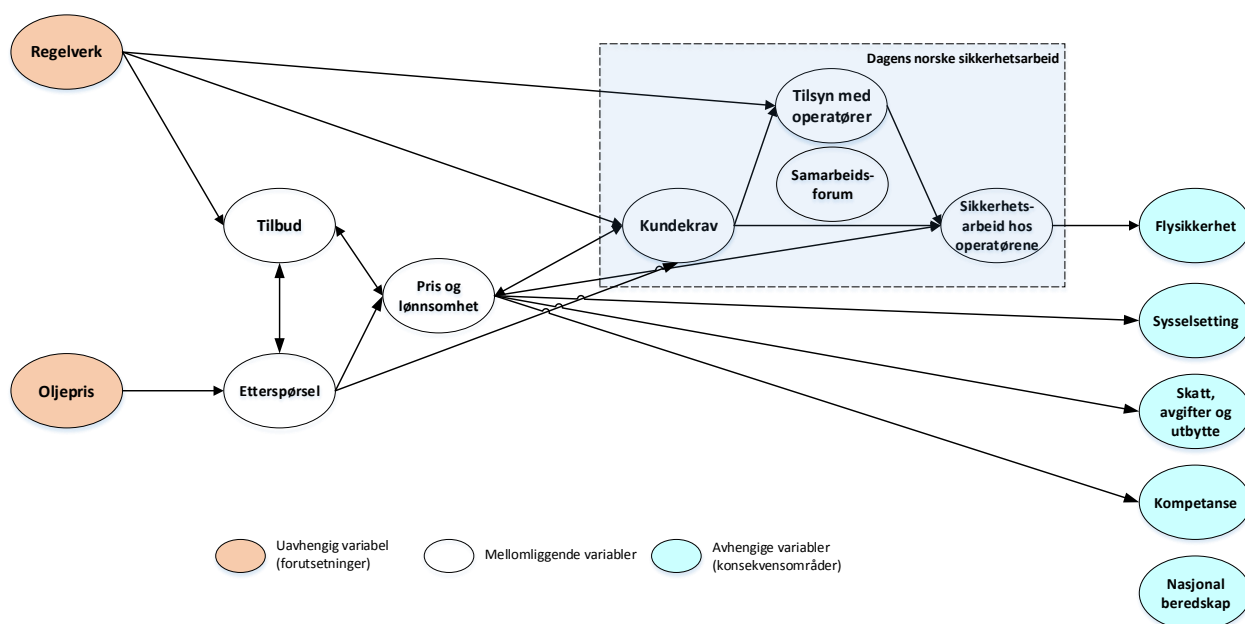 Regelverk
Dagens norske sikkerhetsarbeid
Tilsyn med
operatører
Samarbeids-
forum
Tilbud
Kundekrav
Sikkerhets-
arbeid hos
operatørene
Flysikkerhet
Pris og
lønnsomhet
Sysselsetting
Oljepris
Etterspørsel
Skatt,
avgifter og
utbytte
Kompetanse
Uavhengig variabel
(forutsetninger)
Mellomliggende variabler
Avhengige variabler
(konsekvensområder)
Nasjonal
beredskap